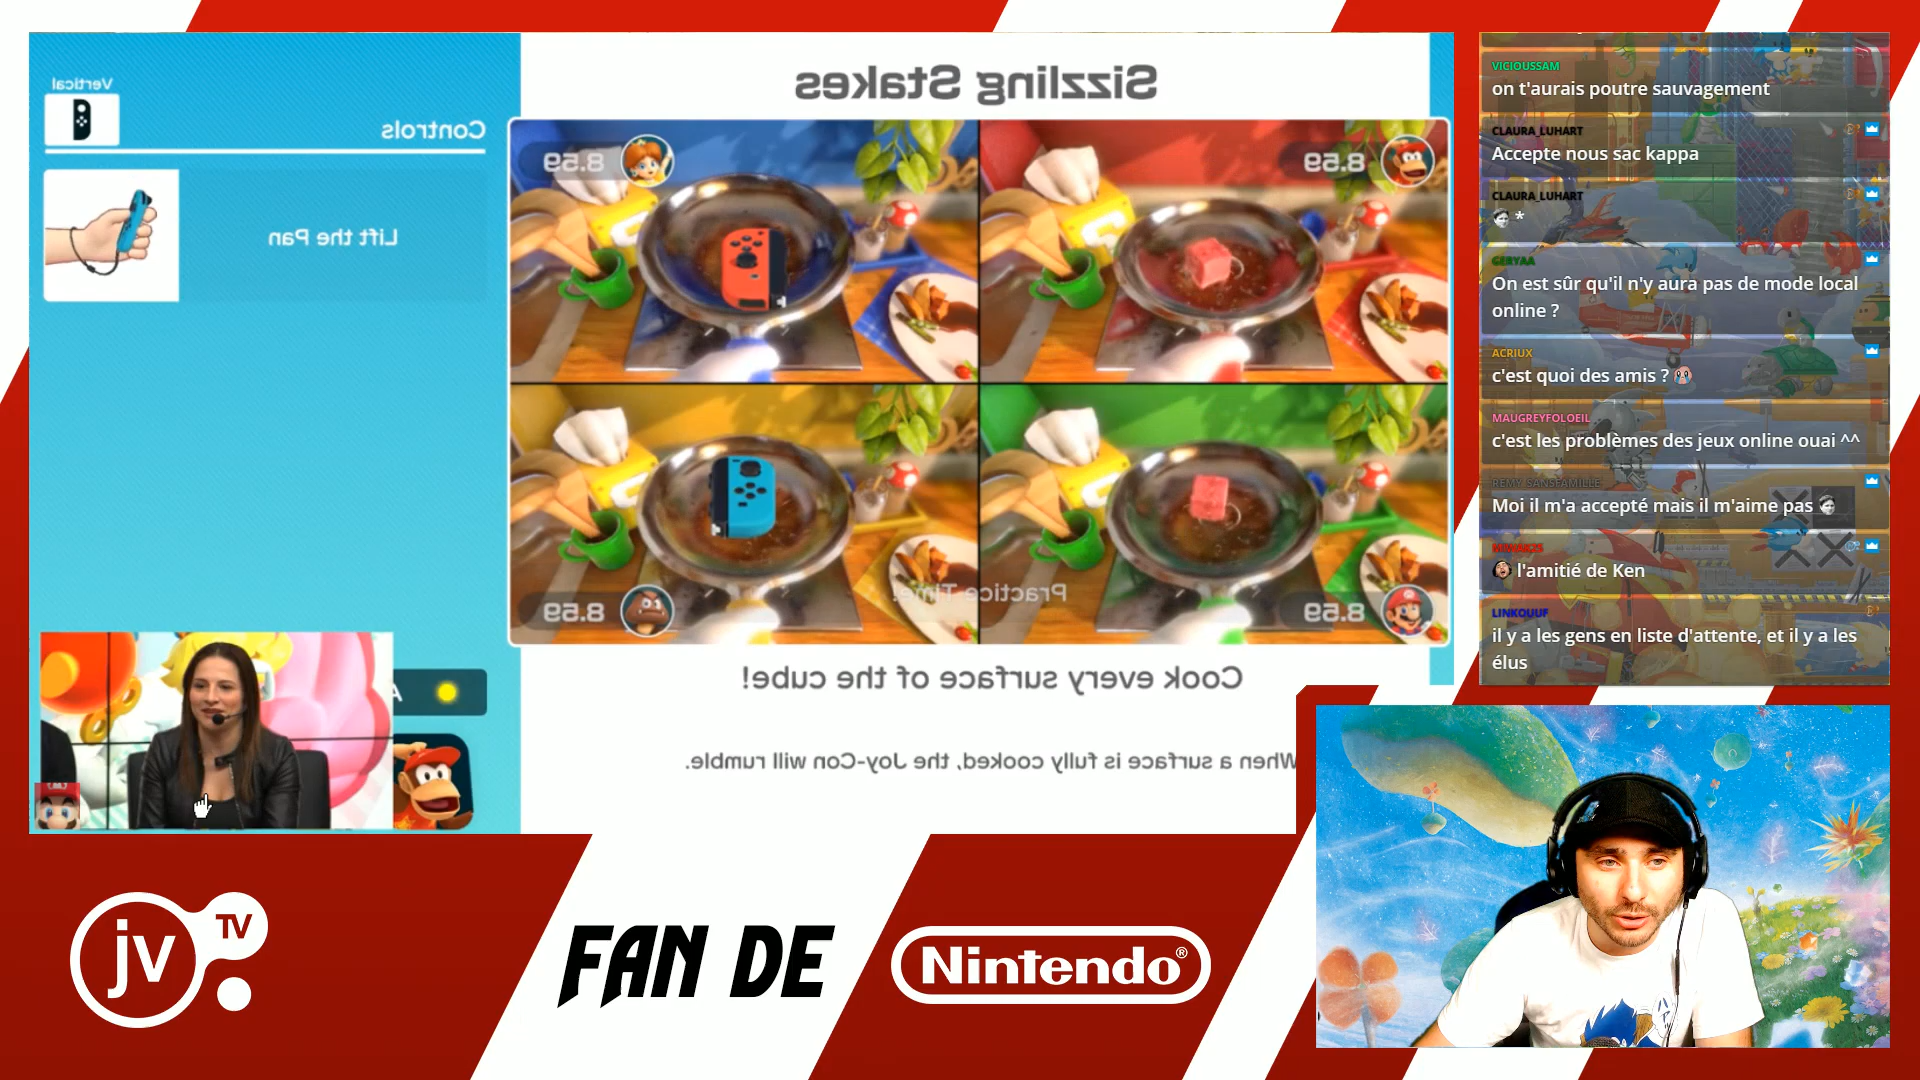 Sizzling Stakes
Vertical
Controls
Lift the Pan
8.59
8.59
8.59
8.59
Practice Time!
A
Cook every surface of the cube!
When a surface is fully cooked, the Joy-Con will rumble.
VICIOUSSAM
on t'aurais poutre sauvagement
CLAURA_LUHART
Accepte nous sac kappa
CLAURA_LUHART
*
GERYAA
On est sûr qu'il n'y aura pas de mode local
online ?
ACRIUX
c'est quoi des amis ?
MAUGREYFOLOEIL
c'est les problèmes des jeux online ouai ^^
REMY_SANSFAMILLE
Moi il m'a accepté mais il m'aime pas
l'amitié de Ken
LINKOUUF
il y a les gens en liste d'attente, et il y a les
élus
jv TV
FAN DE
Nintendo®